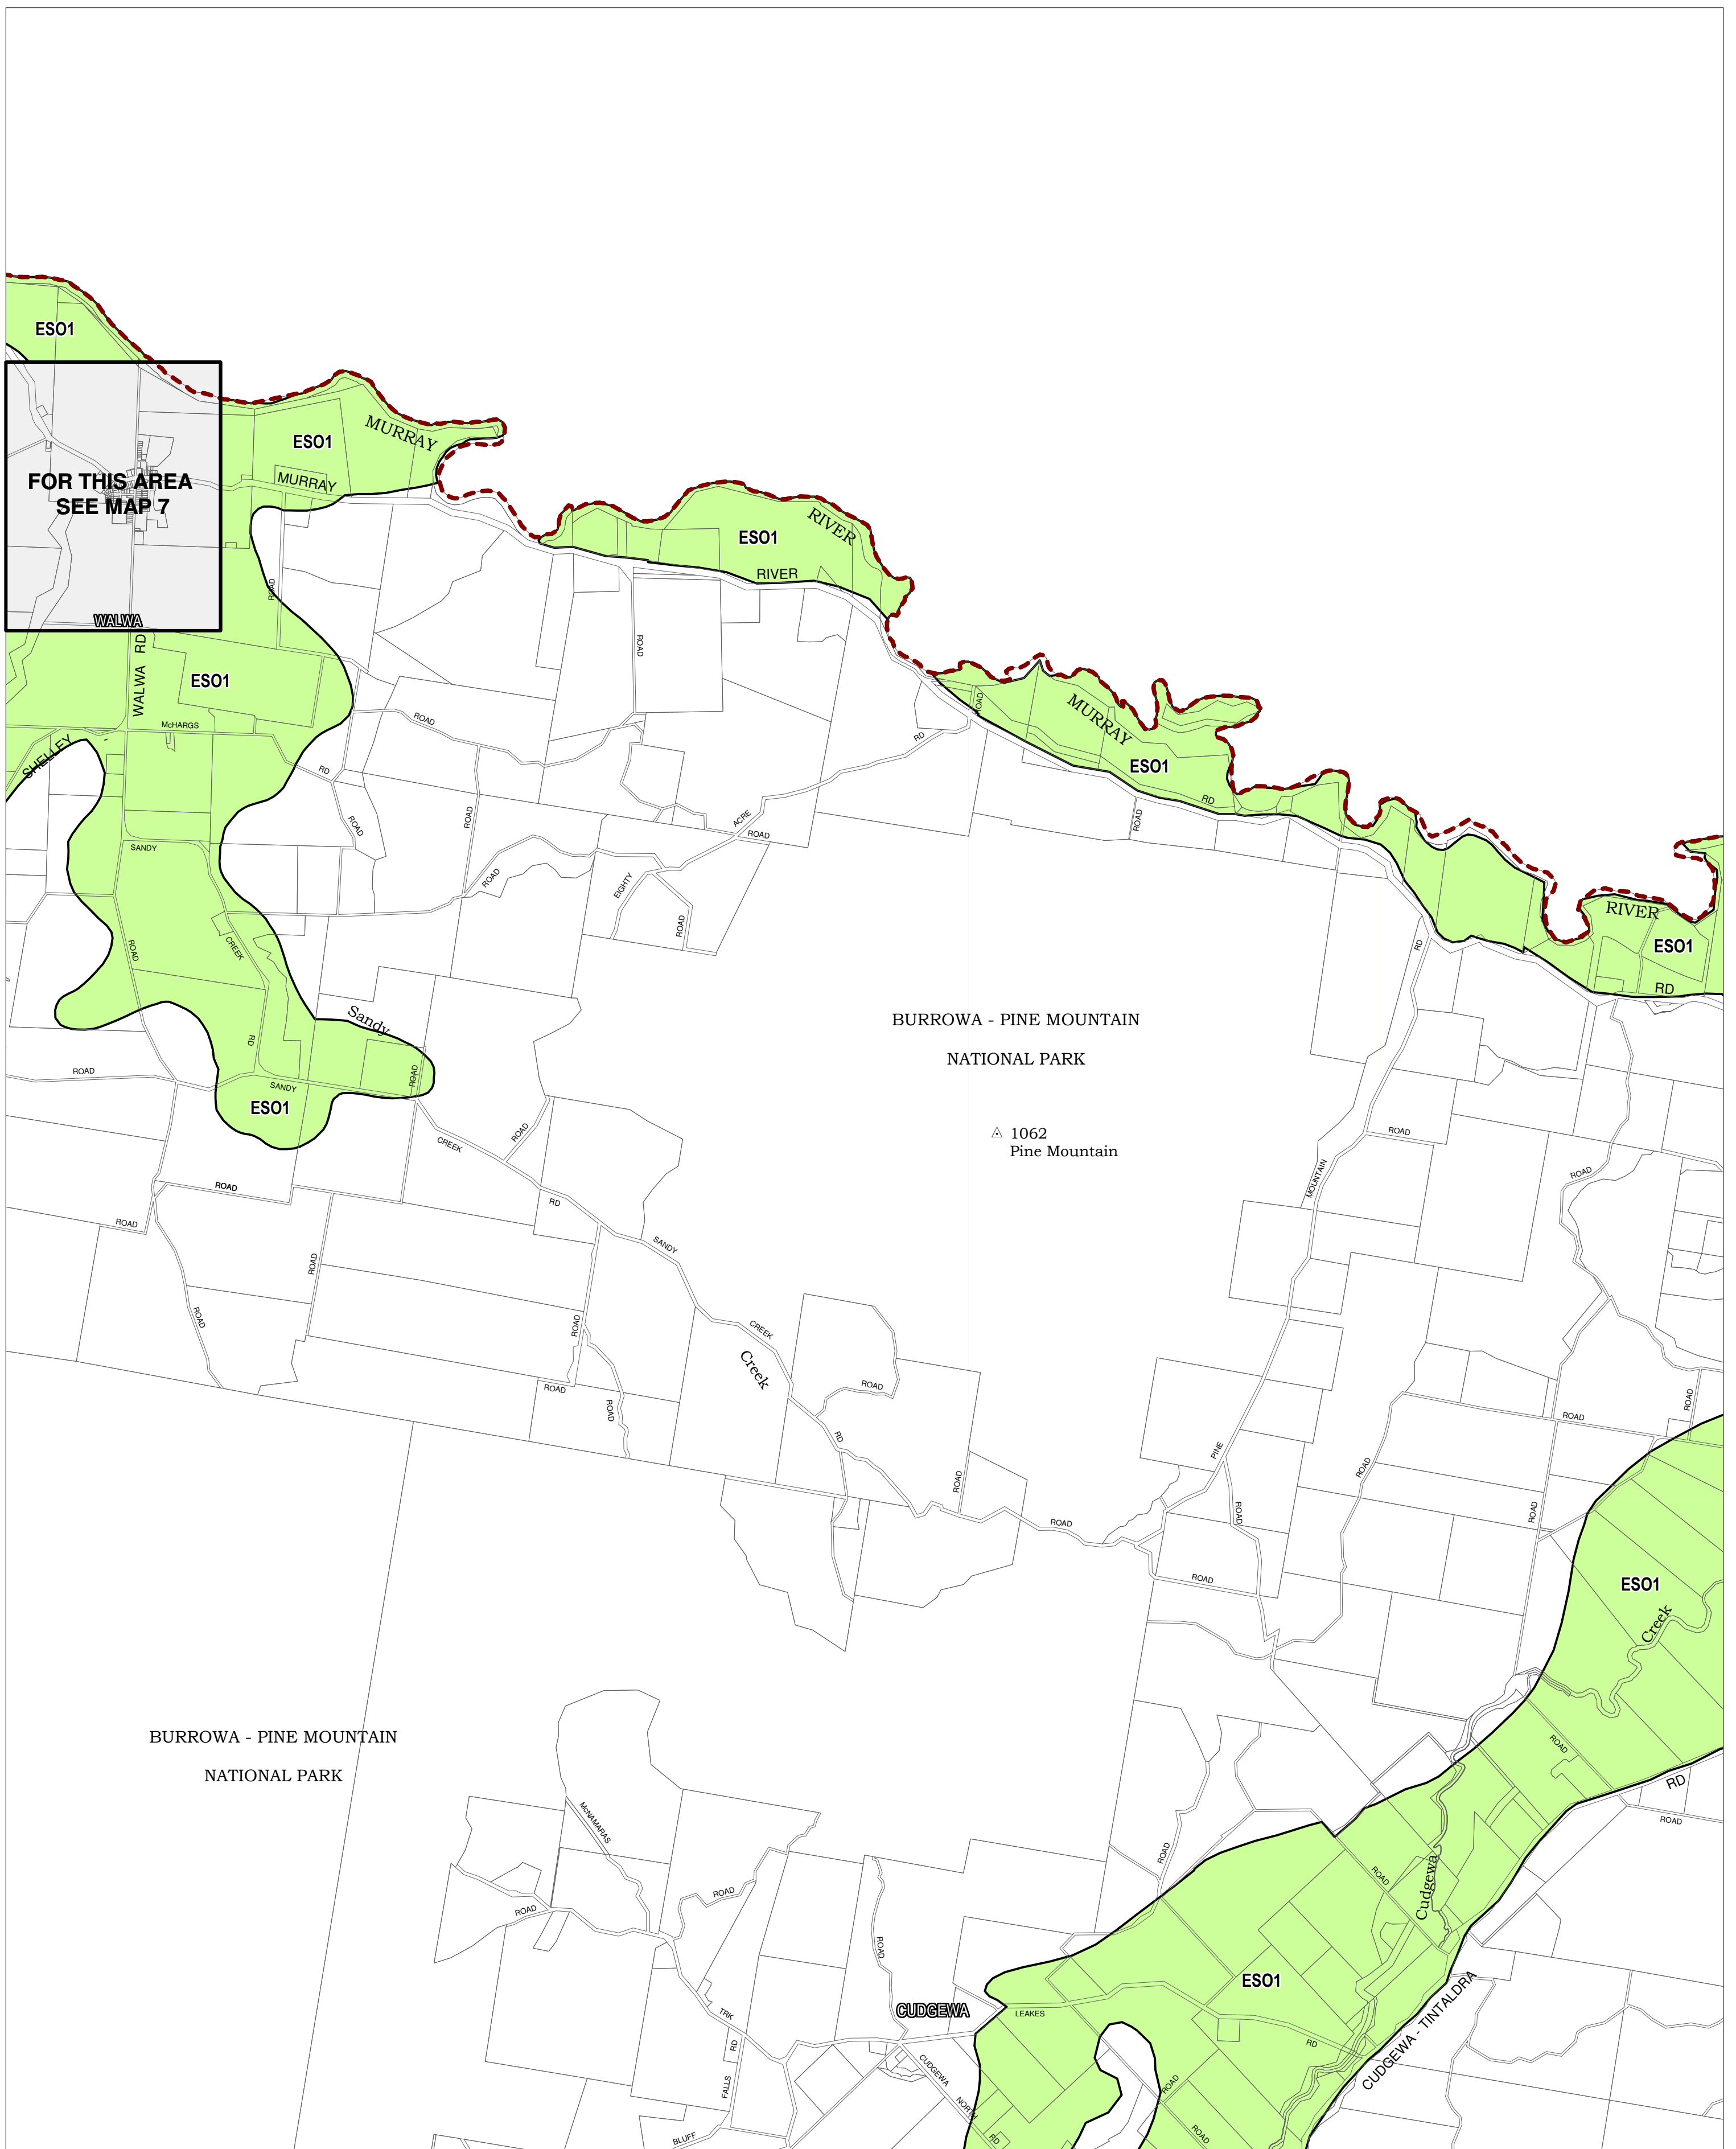 ESO1
ESO1
MURRAY
MURRAY
FOR THIS AREA
SEE MAP 7
ESO1
RIVER
RIVER
ROAD
WALWA
WALWA RD
ESO1
ROAD
McHARGS
SHELLEY
ROAD
RD
ROAD
RD
MURRAY
ESO1
RD
ROAD
ROAD
ROAD
ACRE
ROAD
SANDY
ROAD
EIGHTY
ROAD
RIVER
ESO1
RD
RD
ROAD
CREEK
Sandy
RD
BURROWA - PINE MOUNTAIN
NATIONAL PARK
ROAD
SANDY
ROAD
ESO1
1062
Pine Mountain
CREEK
ROAD
ROAD
MOUNTAIN
ROAD
ROAD
ROAD
RD
SANDY
ROAD
ROAD
ROAD
CREEK
Creek
ROAD
ROAD
ROAD
ROAD
RD
ROAD
ROAD
PINE
ROAD
ROAD
ROAD
ROAD
ROAD
ROAD
ESO1
Creek
BURROWA - PINE MOUNTAIN
NATIONAL PARK
ROAD
RD
ROAD
McNAMARAS
ROAD
ROAD
Cudgewa
ROAD
ROAD
ROAD
ESO1
CUDGEWA
LEAKES
TRK
RD
RD
CUDGEWA - TINTALDRA
CUDGEWA
NORTH
RD
FALLS
BLUFF
ROAD
ROAD